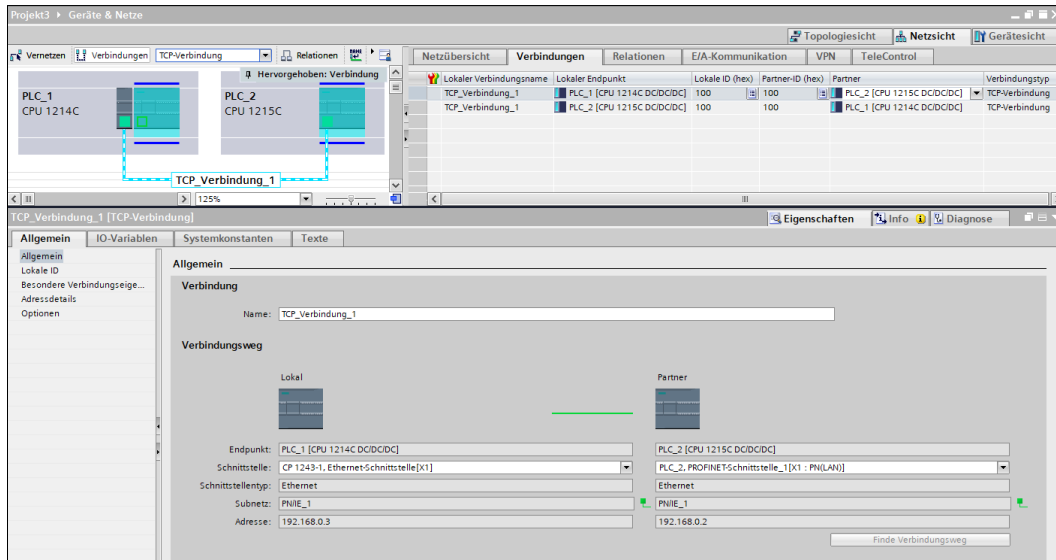 Projekt3 ▸ Geräte & Netze
Topologiesicht Netzsicht Gerätesicht
Vernetzen Verbindungen TCP-Verbindung Relationen
Netzübersicht Verbindungen Relationen E/A-Kommunikation VPN TeleControl
Hervorgehoben: Verbindung
PLC_1
CPU 1214C
PLC_2
CPU 1215C
TCP_Verbindung_1
125%
Lokaler Verbindungsname Lokaler Endpunkt Lokale ID (hex) Partner-ID (hex) Partner Verbindungstyp
TCP_Verbindung_1 PLC_1 [CPU 1214C DC/DC/DC] 100 100 PLC_2 [CPU 1215C DC/DC/DC] TCP-Verbindung
TCP_Verbindung_1 PLC_2 [CPU 1215C DC/DC/DC] 100 100 PLC_1 [CPU 1214C DC/DC/DC] TCP-Verbindung
TCP_Verbindung_1 [TCP-Verbindung]
Eigenschaften Info Diagnose
Allgemein IO-Variablen Systemkonstanten Texte
Allgemein
Lokale ID
Besondere Verbindungseige...
Adressdetails
Optionen
Allgemein
Verbindung
Name: TCP_Verbindung_1
Verbindungsweg
Lokal Partner
Endpunkt: PLC_1 [CPU 1214C DC/DC/DC] PLC_2 [CPU 1215C DC/DC/DC]
Schnittstelle: CP 1243-1, Ethernet-Schnittstelle[X1] PLC_2, PROFINET-Schnittstelle_1[X1 : PN(LAN)]
Schnittstellentyp: Ethernet Ethernet
Subnetz: PN/IE_1 PN/IE_1
Adresse: 192.168.0.3 192.168.0.2
Finde Verbindungsweg